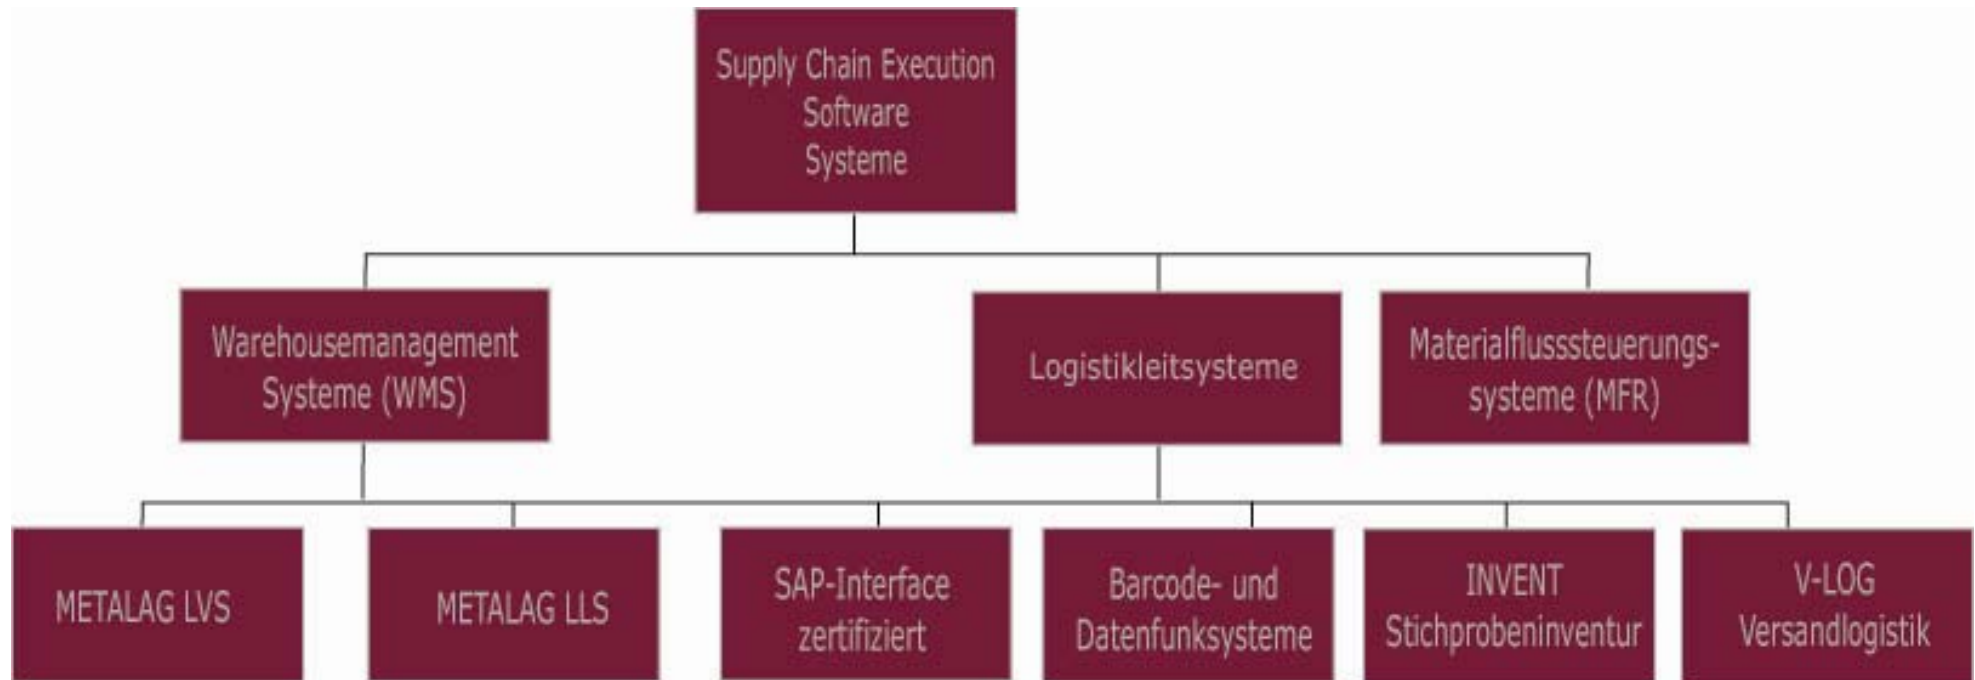 Supply Chain Execution
Software
Systeme
Warehousemanagement
Systeme (WMS)
Logistikleitsysteme
Materialflusssteuerungs-
systeme (MFR)
METALAG LVS
METALAG LLS
SAP-Interface
zertifiziert
Barcode- und
Datenfunksysteme
INVENT
Stichprobeninventur
V-LOG
Versandlogistik